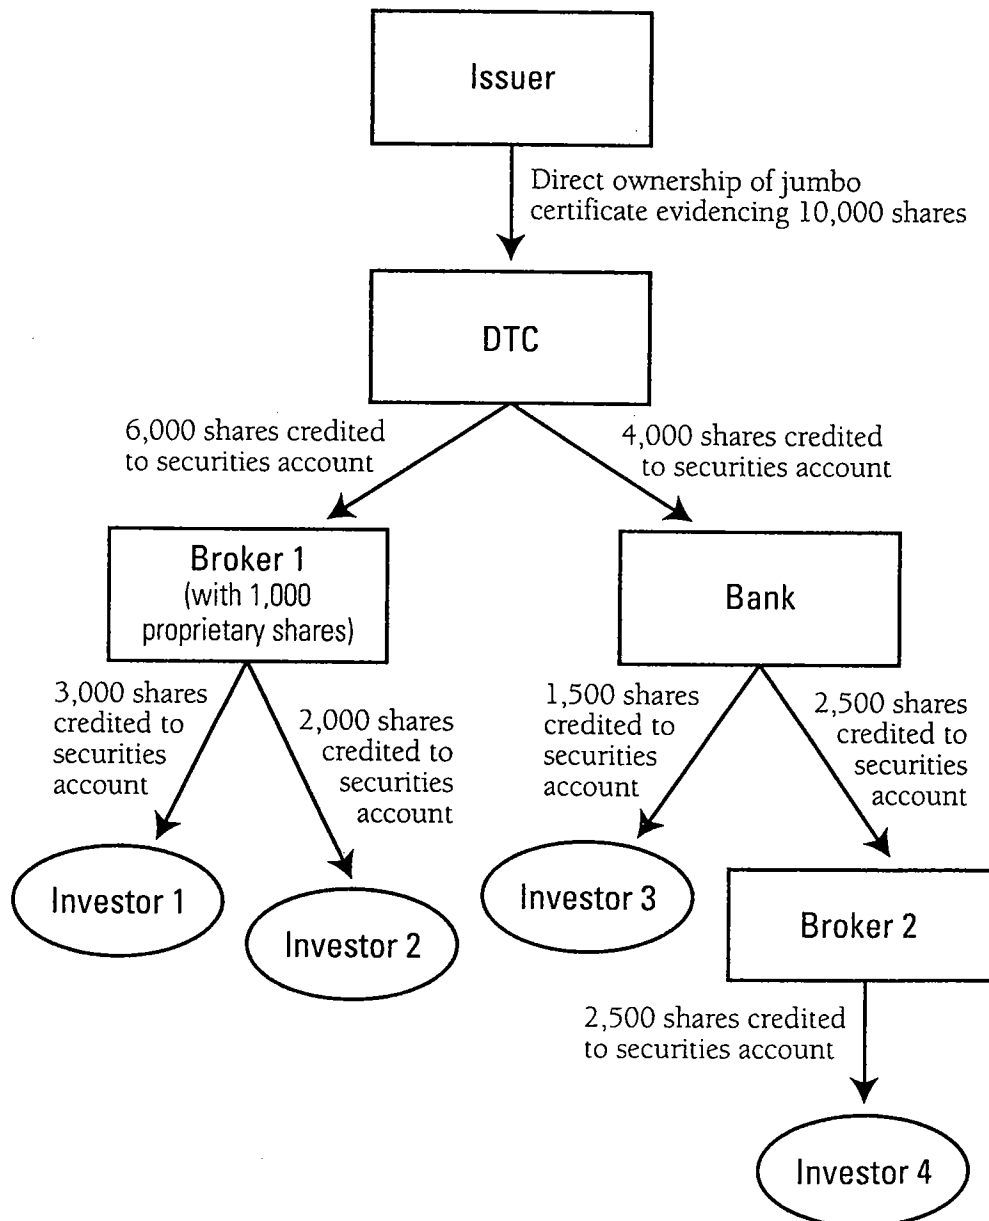 Issuer
Direct ownership of jumbo
certificate evidencing 10,000 shares
DTC
6,000 shares credited
to securities account
4,000 shares credited
to securities account
Broker 1
(with 1,000
proprietary shares)
Bank
3,000 shares
credited to
securities
account
2,000 shares
credited to
securities
account
1,500 shares
credited to
securities
account
2,500 shares
credited to
securities
account
Investor 1
Investor 2
Investor 3
Broker 2
2,500 shares credited
to securities account
Investor 4